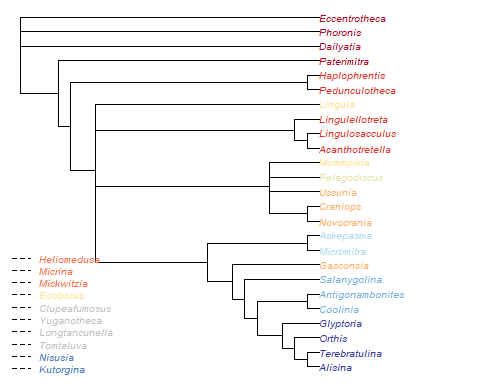 Eccentrotheca
Phoronis
Dailyatia
Paterimitra
Haplophrentis
Pedunculotheca
Lingula
Lingulellotreta
Lingulosacculus
Acanthotretella
Mummpikia
Pelagodiscus
Ussunia
Craniops
Novocrania
Askepasma
Micromitra
Gasconsia
Salanygolina
Antigonambonites
Coolinia
Glyptoria
Orthis
Terebratulina
Alisina
Heliomedusa
Micrina
Mickwitzia
Eoobolus
Clupeafumosus
Yuganotheca
Longtancunella
Tomteluva
Nisusia
Kutorgina